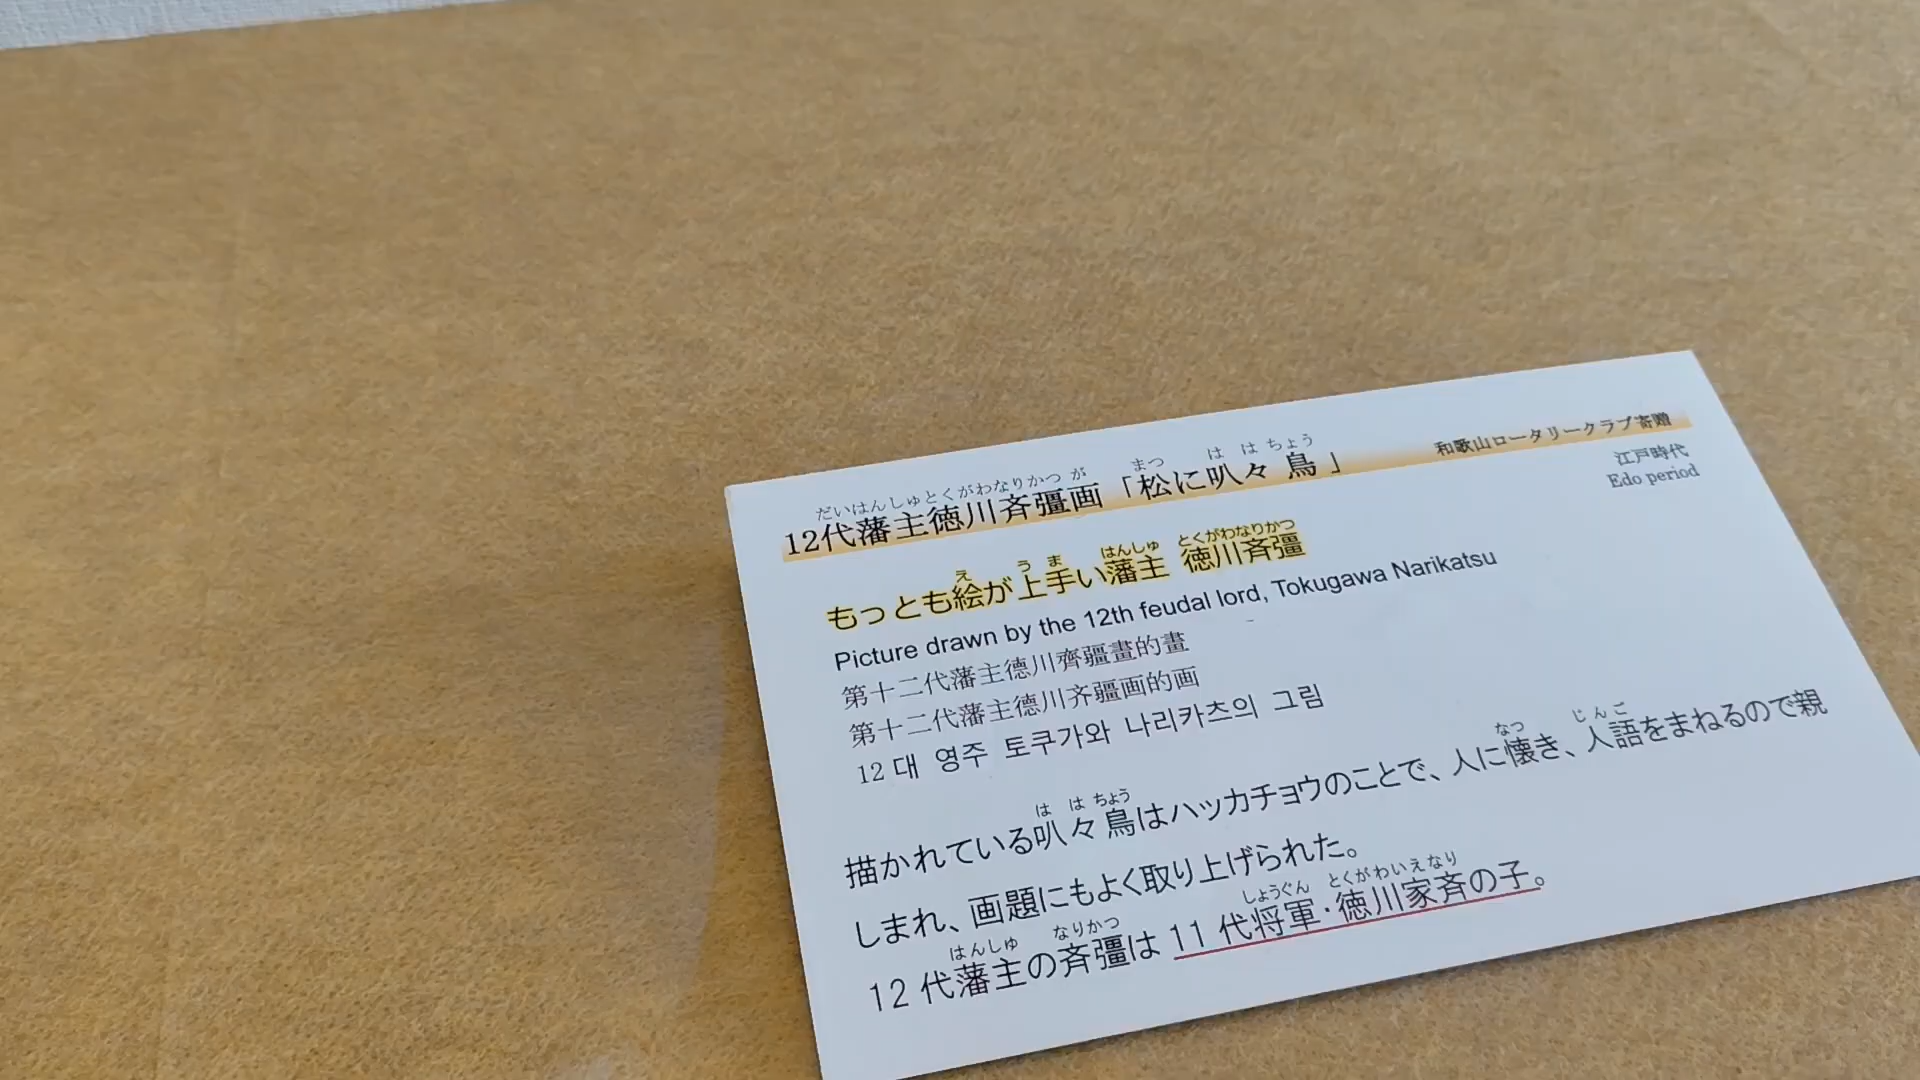 だいはんしゅとくがわなりかつ が まつ は は ちょう
12代藩主徳川斉彊画「松に叭々鳥」
和歌山ロータリークラブ寄贈
江戸時代
Edo period
え うま はんしゅ とくがわなりかつ
もっとも絵が上手い藩主 徳川斉彊
Picture drawn by the 12th feudal lord, Tokugawa Narikatsu
第十二代藩主德川齊疆畫的畫
第十二代藩主德川齐疆画的画
12대 영주 토쿠가와 나리카츠의 그림
は は ちょう なつ じんご
描かれている叭々鳥はハッカチョウのことで、人に懐き、人語をまねるので親
しまれ、画題にもよく取り上げられた。
はんしゅ なりかつ しょうぐん とくがわいえなり
12代藩主の斉彊は 11代将軍・徳川家斉の子。